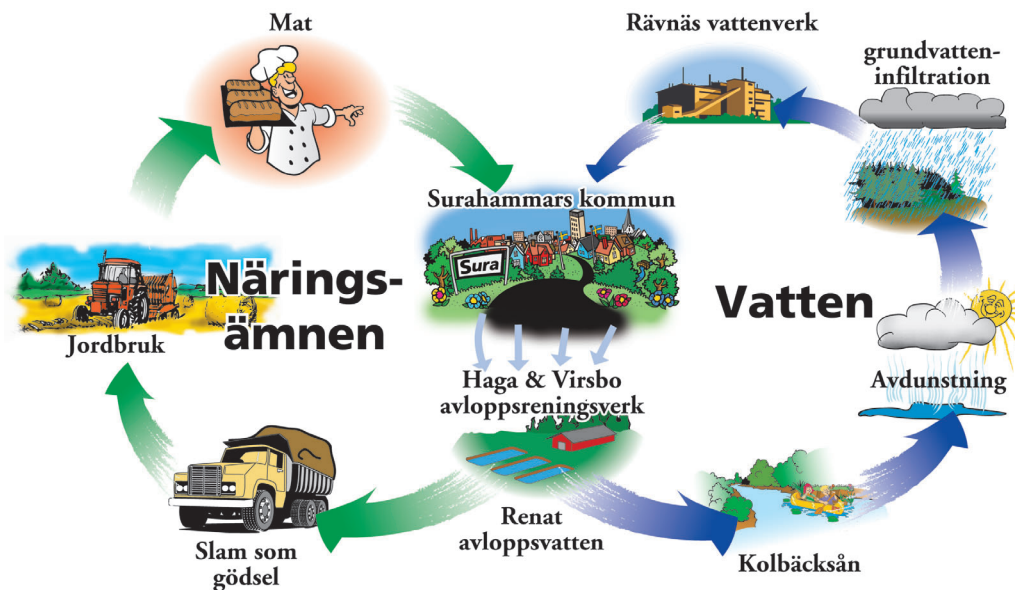 Mat
Rävnäs vattenverk
grundvatten-
infiltration
Surahammars kommun
Sura
Närings-
ämnen
Jordbruk
Vatten
Avdunstning
Haga & Virsbo
avloppsreningsverk
Renat
avloppsvatten
Slam som
gödsel
Kolbäcksån